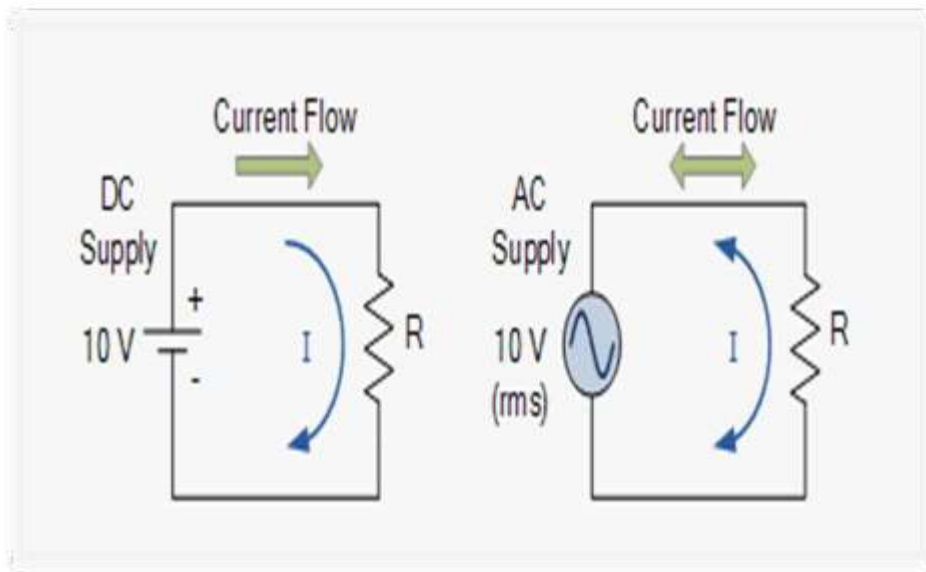 Current Flow
DC
Supply
+
10 V
-
I
R
Current Flow
AC
Supply
10 V
(rms)
I
R